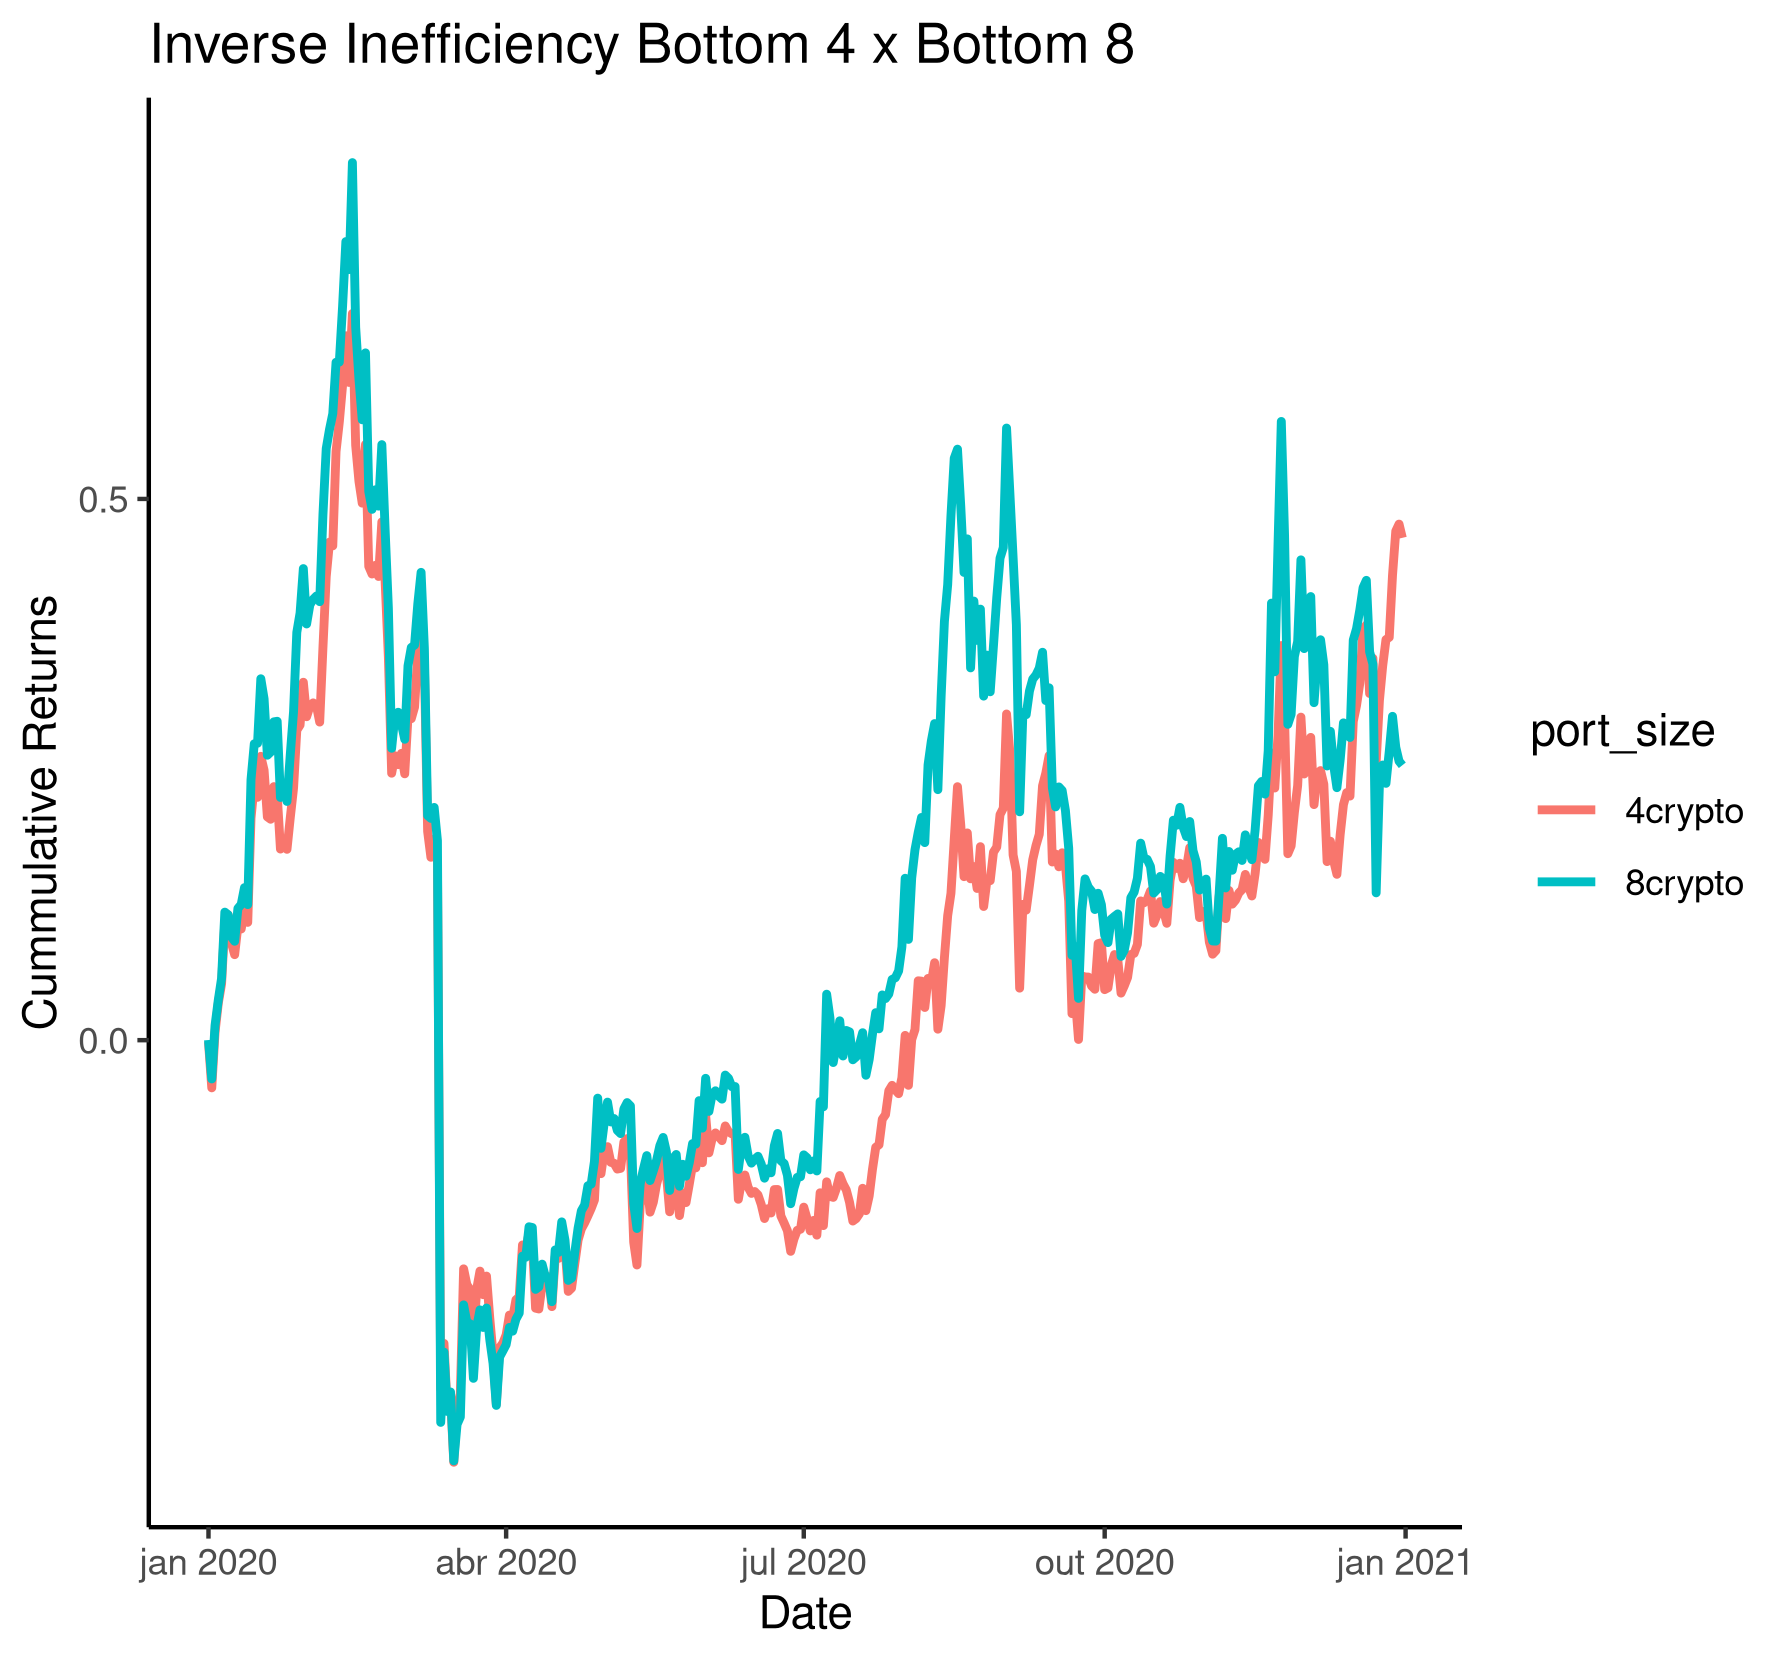 Inverse Inefficiency Bottom 4 x Bottom 8
Cummulative Returns
0.5
0.0
jan 2020
abr 2020
jul 2020
out 2020
jan 2021
Date
port_size
4crypto
8crypto